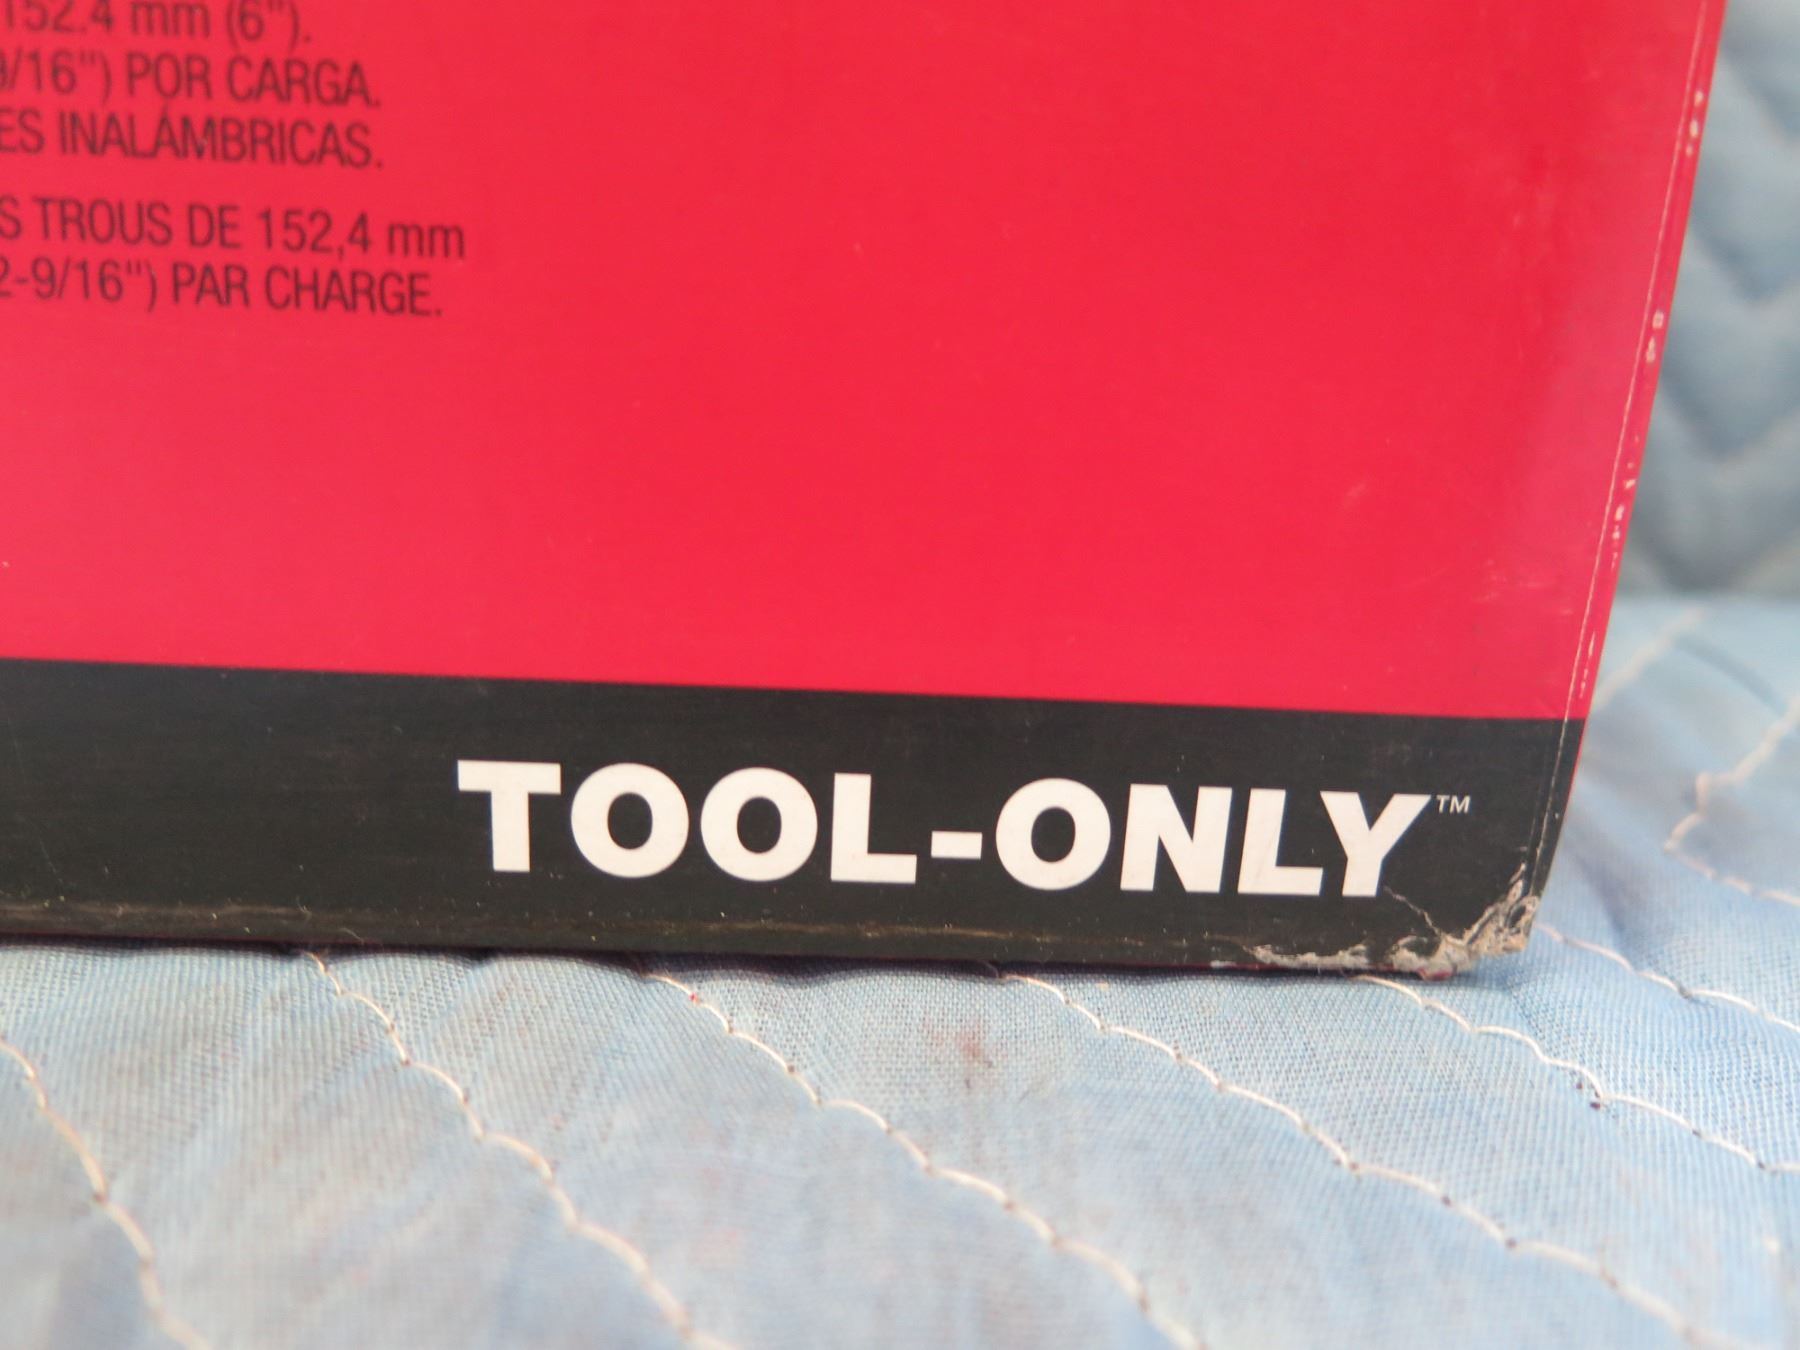 152.4 mm (6").
9/16") POR CARGA.
ES INALÁMBRICAS.
S TROUS DE 152,4 mm
2-9/16") PAR CHARGE.
TOOL-ONLY™